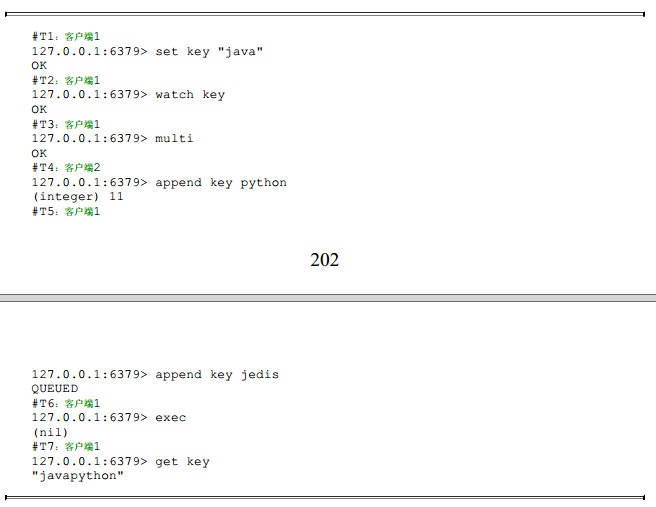 #T1：客户端1
127.0.0.1:6379> set key "java"
OK
#T2：客户端1
127.0.0.1:6379> watch key
OK
#T3：客户端1
127.0.0.1:6379> multi
OK
#T4：客户端2
127.0.0.1:6379> append key python
(integer) 11
#T5：客户端1
202
127.0.0.1:6379> append key jedis
QUEUED
#T6：客户端1
127.0.0.1:6379> exec
(nil)
#T7：客户端1
127.0.0.1:6379> get key
"javapython"